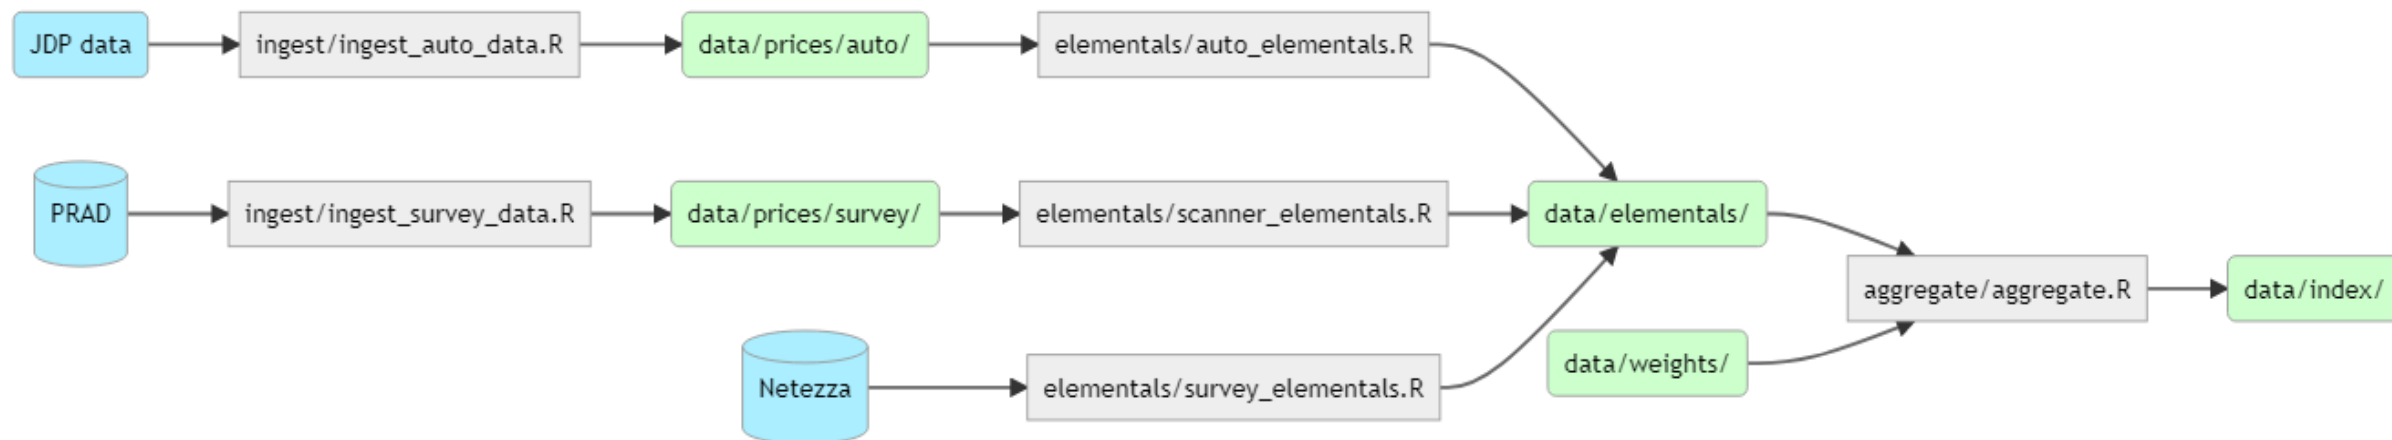 JDP data
ingest/ingest_auto_data.R
data/prices/auto/
elementals/auto_elementals.R
PRAD
ingest/ingest_survey_data.R
data/prices/survey/
elementals/scanner_elementals.R
data/elementals/
aggregate/aggregate.R
data/index/
Netezza
elementals/survey_elementals.R
data/weights/